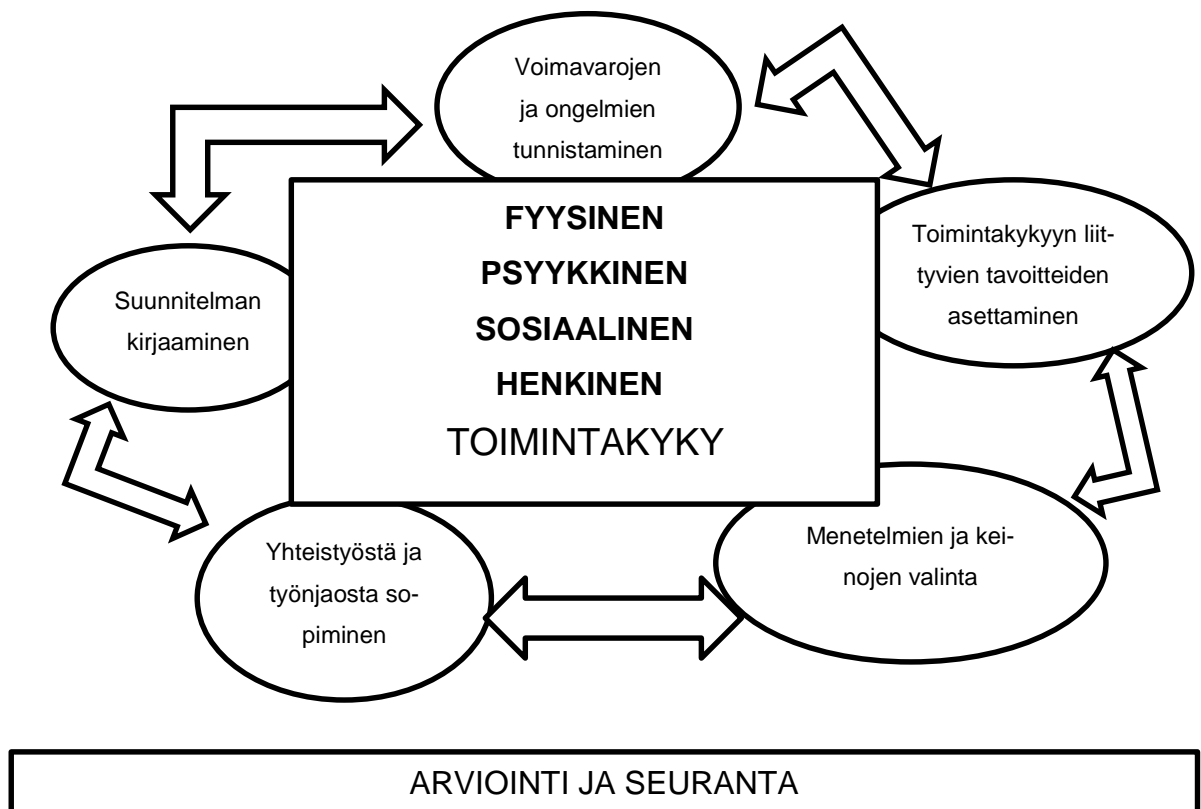 Voimavarojen
ja ongelmien
tunnistaminen
FYYSINEN
PSYYKKINEN
SOSIAALINEN
HENKINEN
TOIMINTAKYKY
Toimintakykyyn liit-
tyvien tavoitteiden
asettaminen
Suunnitelman
kirjaaminen
Menetelmien ja kei-
nojen valinta
Yhteistyöstä ja
työnjaosta so-
piminen
ARVIOINTI JA SEURANTA